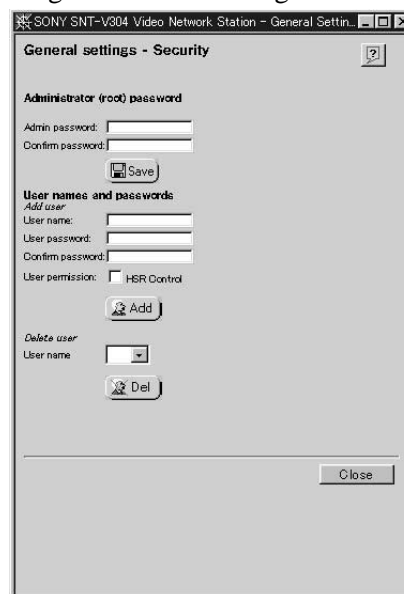 SONY SNT-V304 Video Network Station - General Settin...
General settings - Security
?
Administrator (root) password
Admin password:
Confirm password:
Save
User names and passwords
Add user
User name:
User password:
Confirm password:
User permission: HSR Control
Add
Delete user
User name
Del
Close